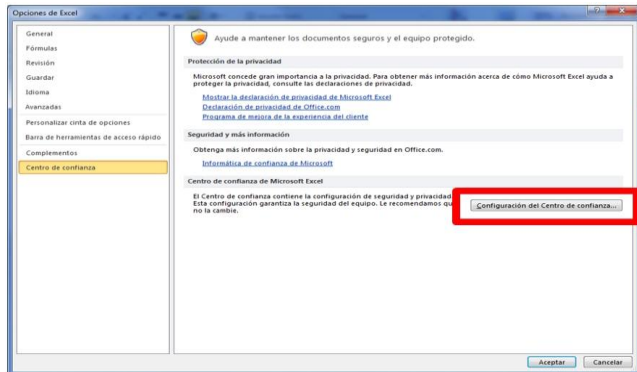 Opciones de Excel
General
Fórmulas
Revisión
Guardar
Idioma
Avanzadas
Personalizar cinta de opciones
Barra de herramientas de acceso rápido
Complementos
Centro de confianza
Ayude a mantener los documentos seguros y el equipo protegido.
Protección de la privacidad
Microsoft concede gran importancia a la privacidad. Para obtener más información acerca de cómo Microsoft Excel ayuda a
proteger la privacidad, consulte las declaraciones de privacidad.
Mostrar la declaración de privacidad de Microsoft Excel
Declaración de privacidad de Office.com
Programa de mejora de la experiencia del cliente
Seguridad y más información
Obtenga más información sobre la privacidad y seguridad en Office.com.
Informática de confianza de Microsoft
Centro de confianza de Microsoft Excel
El Centro de confianza contiene la configuración de seguridad y privacidad
Esta configuración garantiza la seguridad del equipo. Le recomendamos qu
no la cambie.
Configuración del Centro de confianza...
Aceptar
Cancelar